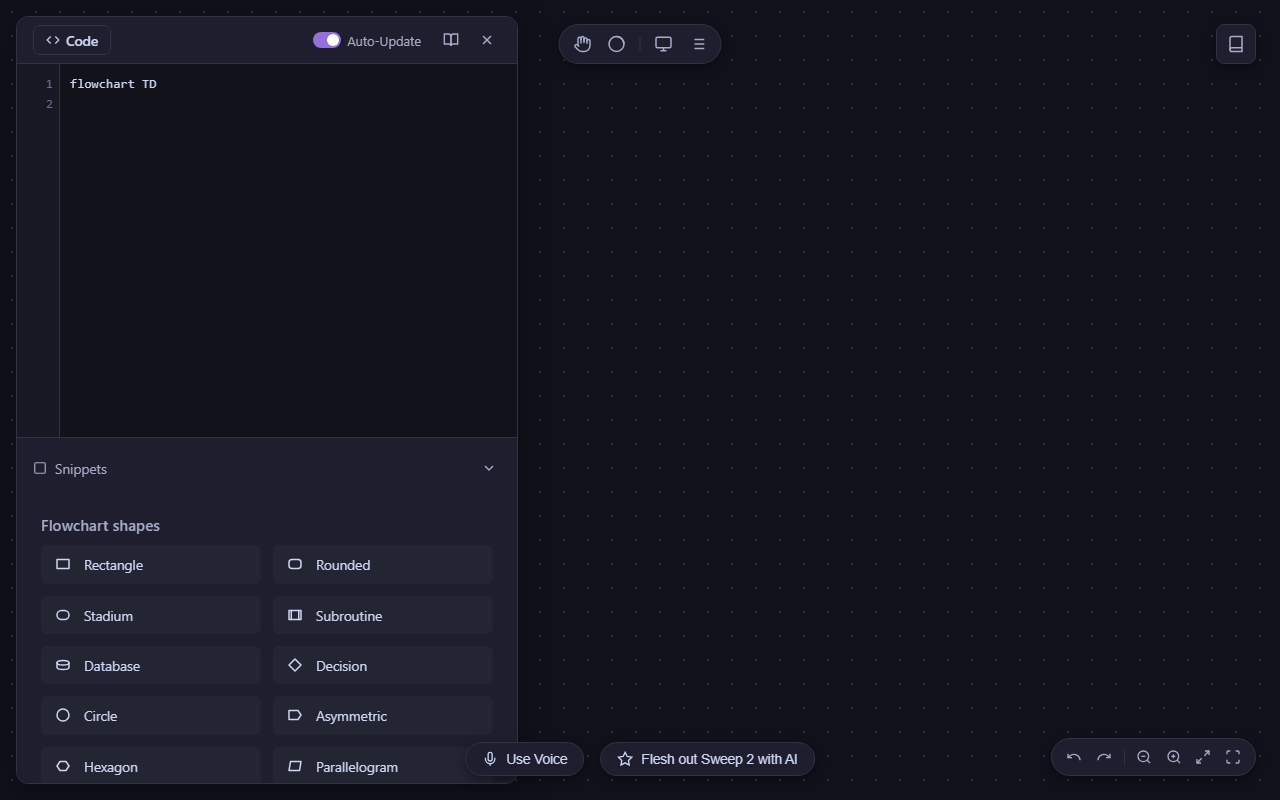 Code
Auto-Update
1 flowchart TD
2
Snippets
Flowchart shapes
Rectangle Rounded
Stadium Subroutine
Database Decision
Circle Asymmetric
Hexagon Parallelogram
Use Voice Flesh out Sweep 2 with AI